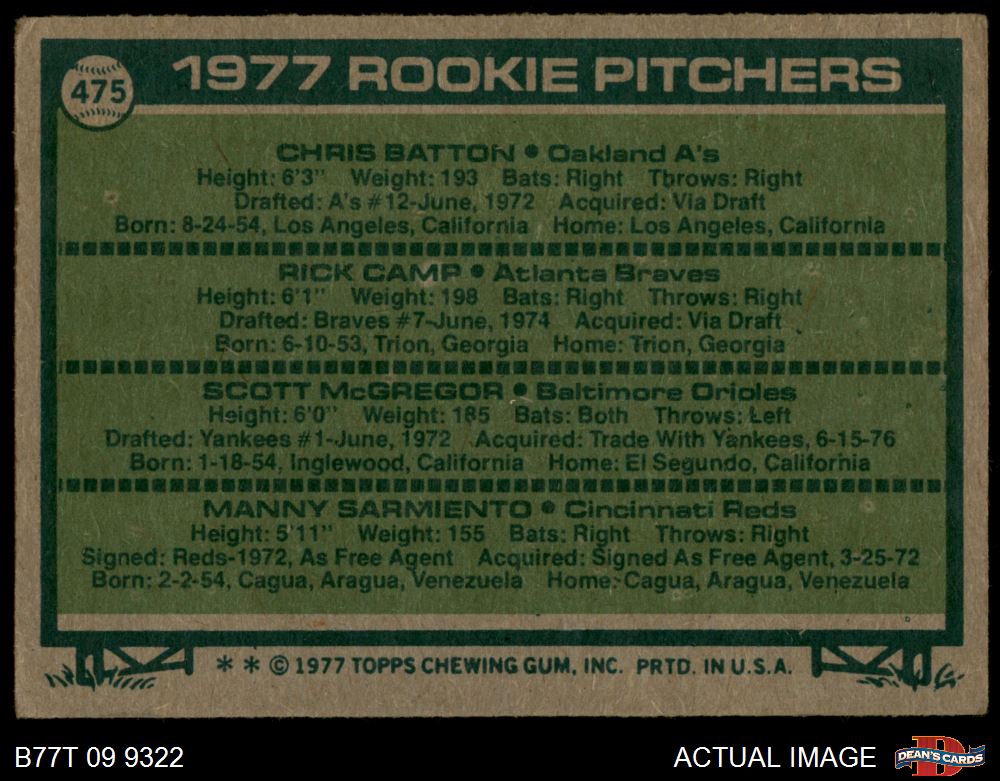 475
1977 ROOKIE PITCHERS
CHRIS BATTON • Oakland A's
Height: 6'3" Weight: 193 Bats: Right Throws: Right
Drafted: A's #12-June, 1972 Acquired: Via Draft
Born: 8-24-54, Los Angeles, California Home: Los Angeles, California
RICK CAMP • Atlanta Braves
Height: 6'1" Weight: 198 Bats: Right Throws: Right
Drafted: Braves #7-June, 1974 Acquired: Via Draft
Born: 6-10-53, Trion, Georgia Home: Trion, Georgia
SCOTT McGREGOR • Baltimore Orioles
Height: 6'0" Weight: 185 Bats: Both Throws: Left
Drafted: Yankees #1-June, 1972 Acquired: Trade With Yankees, 6-15-76
Born: 1-18-54, Inglewood, California Home: El Segundo, California
MANNY SARMIENTO • Cincinnati Reds
Height: 5'11" Weight: 155 Bats: Right Throws: Right
Signed: Reds-1972, As Free Agent Acquired: Signed As Free Agent, 3-25-72
Born: 2-2-54, Cagua, Aragua, Venezuela Home: Cagua, Aragua, Venezuela
* * © 1977 TOPPS CHEWING GUM, INC. PRTD. IN U.S.A.
B77T 09 9322
ACTUAL IMAGE
D
DEAN'S CARDS